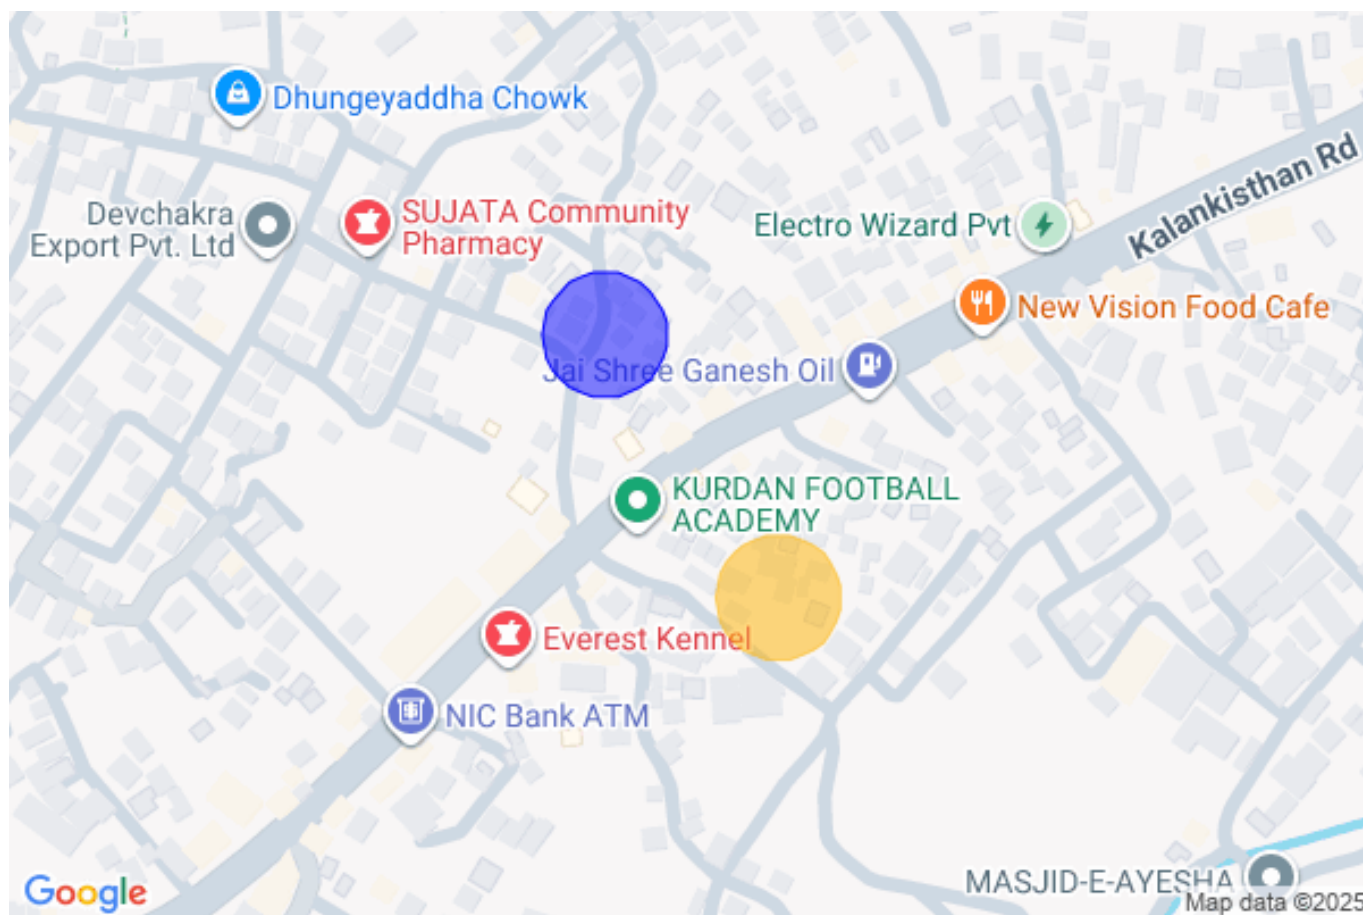 Dhungeyaddha Chowk
Devchakra
Export Pvt. Ltd
SUJATA Community
Pharmacy
Electro Wizard Pvt
Kalankisthan Rd
New Vision Food Cafe
Jai Shree Ganesh Oil
KURDAN FOOTBALL
ACADEMY
Everest Kennel
NIC Bank ATM
MASJID-E-AYESHA
Google
Map data ©2025